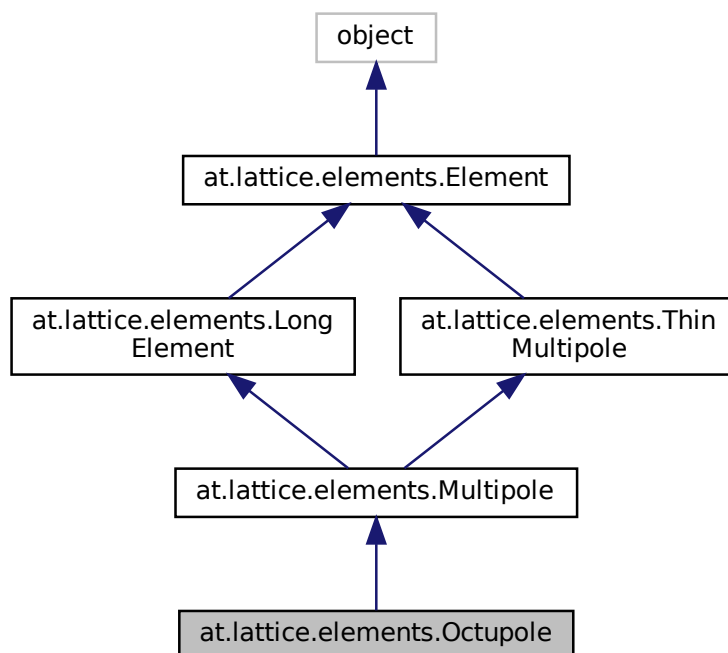 object
at.lattice.elements.Element
at.lattice.elements.Long
Element
at.lattice.elements.Thin
Multipole
at.lattice.elements.Multipole
at.lattice.elements.Octupole